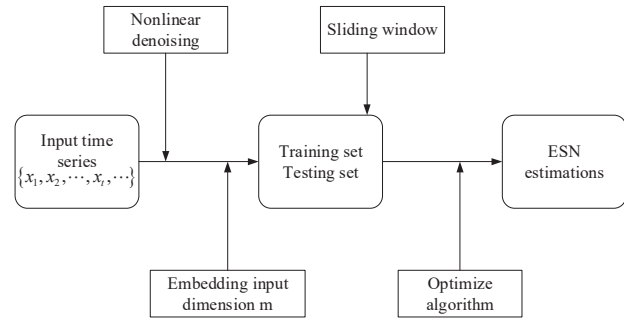 Nonlinear
denoising
Sliding window
Input time
series
{x₁, x₂, ⋯, xₜ, ⋯}
Training set
Testing set
ESN
estimations
Embedding input
dimension m
Optimize
algorithm